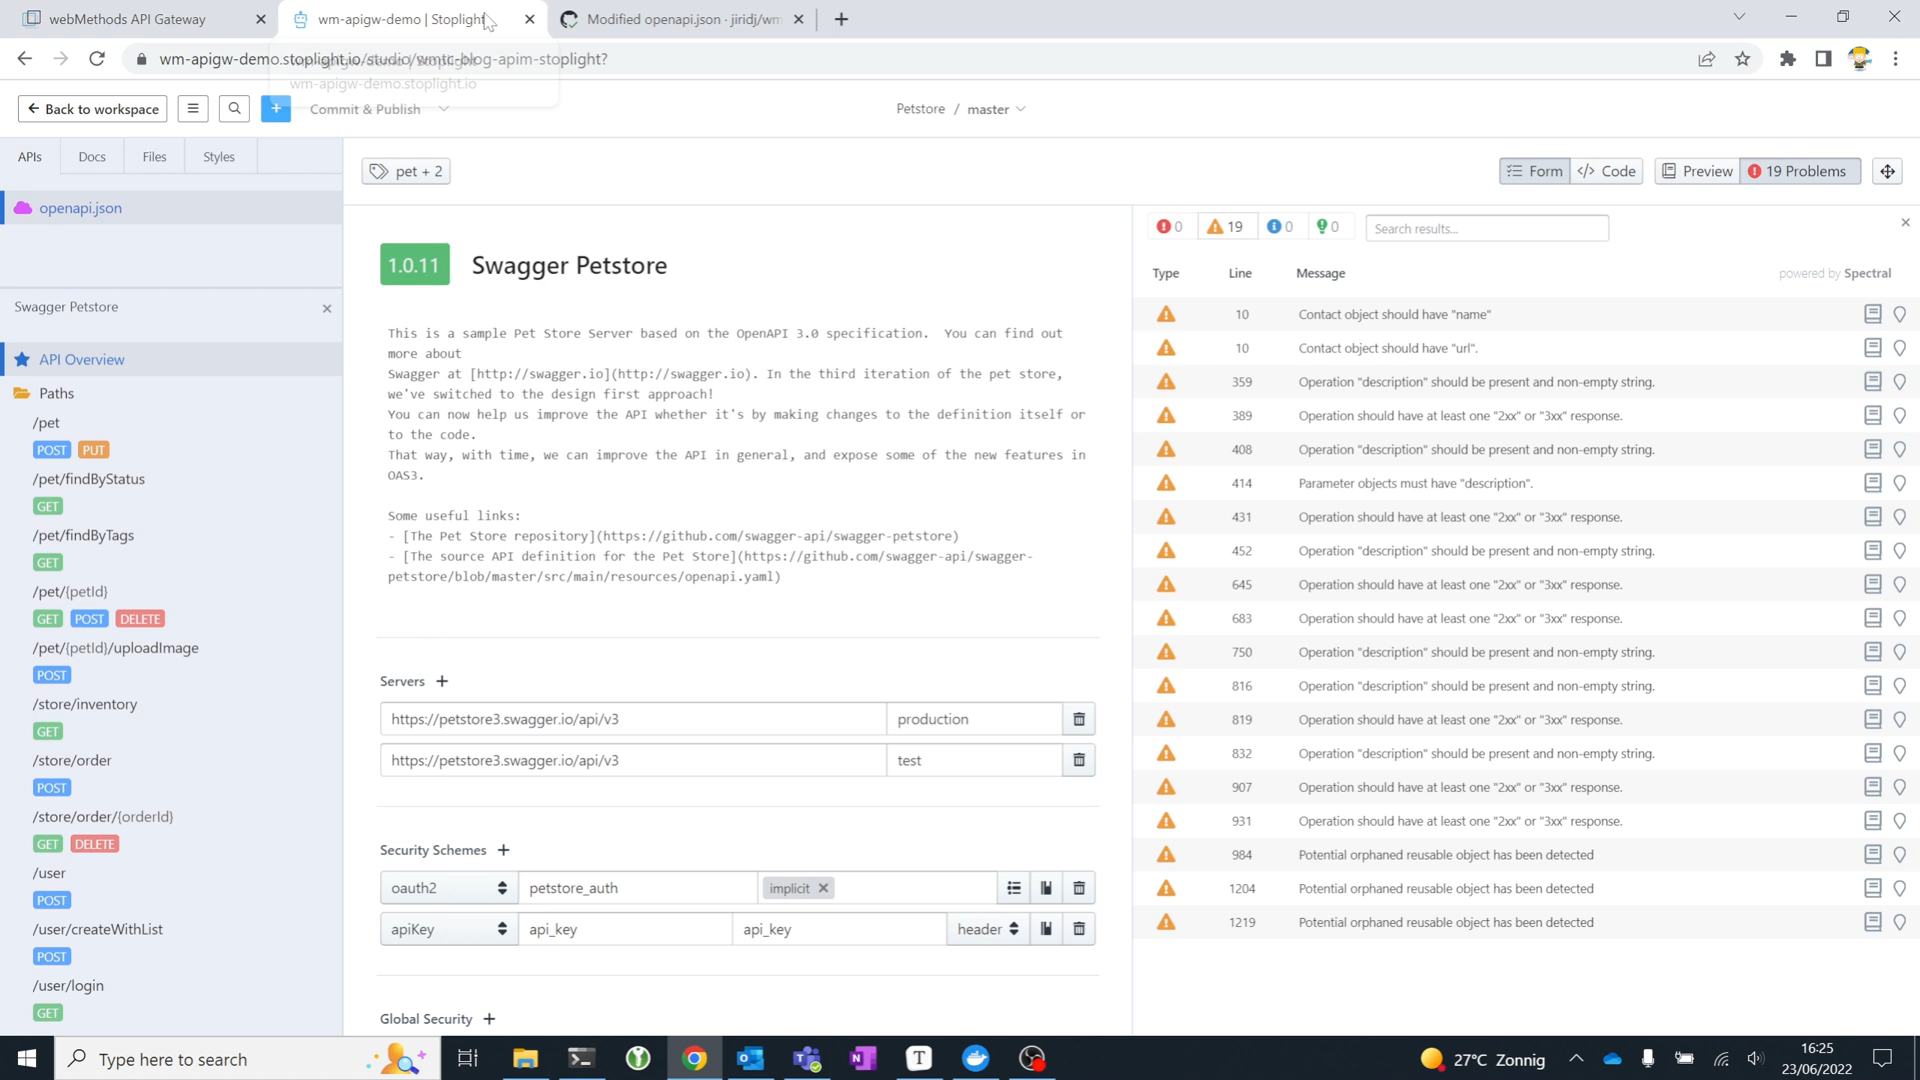 webMethods API Gateway
wm-apigw-demo | Stoplight
Modified openapi.json · jiridj/wm
wm-apigw-demo.stoplight.io/studio/wmtc-blog-apim-stoplight?
wm-apigw-demo | Stoplight
wm-apigw-demo.stoplight.io
Back to workspace
Commit & Publish
Petstore / master
APIs
Docs
Files
Styles
pet + 2
Form
</> Code
Preview
19 Problems
openapi.json
Swagger Petstore
API Overview
Paths
/pet
POST PUT
/pet/findByStatus
GET
/pet/findByTags
GET
/pet/{petId}
GET POST DELETE
/pet/{petId}/uploadImage
POST
/store/inventory
GET
/store/order
POST
/store/order/{orderId}
GET DELETE
/user
POST
/user/createWithList
POST
/user/login
GET
1.0.11 Swagger Petstore
This is a sample Pet Store Server based on the OpenAPI 3.0 specification. You can find out
more about
Swagger at [http://swagger.io](http://swagger.io). In the third iteration of the pet store,
we've switched to the design first approach!
You can now help us improve the API whether it's by making changes to the definition itself or
to the code.
That way, with time, we can improve the API in general, and expose some of the new features in
OAS3.
Some useful links:
- [The Pet Store repository](https://github.com/swagger-api/swagger-petstore)
- [The source API definition for the Pet Store](https://github.com/swagger-api/swagger-
petstore/blob/master/src/main/resources/openapi.yaml)
Servers +
https://petstore3.swagger.io/api/v3 production
https://petstore3.swagger.io/api/v3 test
Security Schemes +
oauth2 petstore_auth implicit
apiKey api_key api_key header
Global Security +
0 19 0 0 Search results...
Type Line Message powered by Spectral
10 Contact object should have "name"
10 Contact object should have "url".
359 Operation "description" should be present and non-empty string.
389 Operation should have at least one "2xx" or "3xx" response.
408 Operation "description" should be present and non-empty string.
414 Parameter objects must have "description".
431 Operation should have at least one "2xx" or "3xx" response.
452 Operation "description" should be present and non-empty string.
645 Operation should have at least one "2xx" or "3xx" response.
683 Operation should have at least one "2xx" or "3xx" response.
750 Operation "description" should be present and non-empty string.
816 Operation "description" should be present and non-empty string.
819 Operation should have at least one "2xx" or "3xx" response.
832 Operation "description" should be present and non-empty string.
907 Operation should have at least one "2xx" or "3xx" response.
931 Operation should have at least one "2xx" or "3xx" response.
984 Potential orphaned reusable object has been detected
1204 Potential orphaned reusable object has been detected
1219 Potential orphaned reusable object has been detected
Type here to search
27°C Zonnig
16:25
23/06/2022